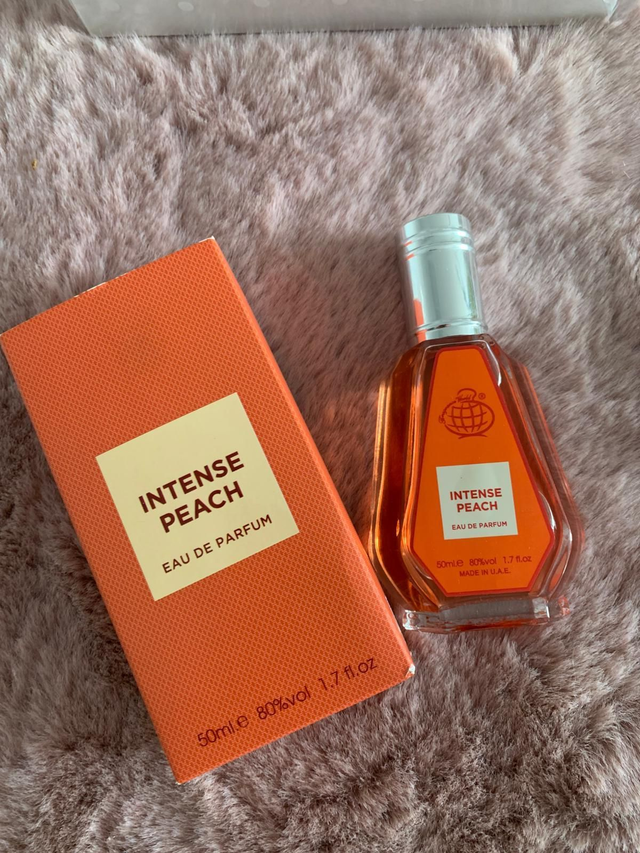 INTENSE
PEACH
EAU DE PARFUM
50ml.e 80%vol 1.7 fl.oz
World
®
INTENSE
PEACH
EAU DE PARFUM
50ml.e 80%vol 1.7 fl.oz
MADE IN U.A.E.